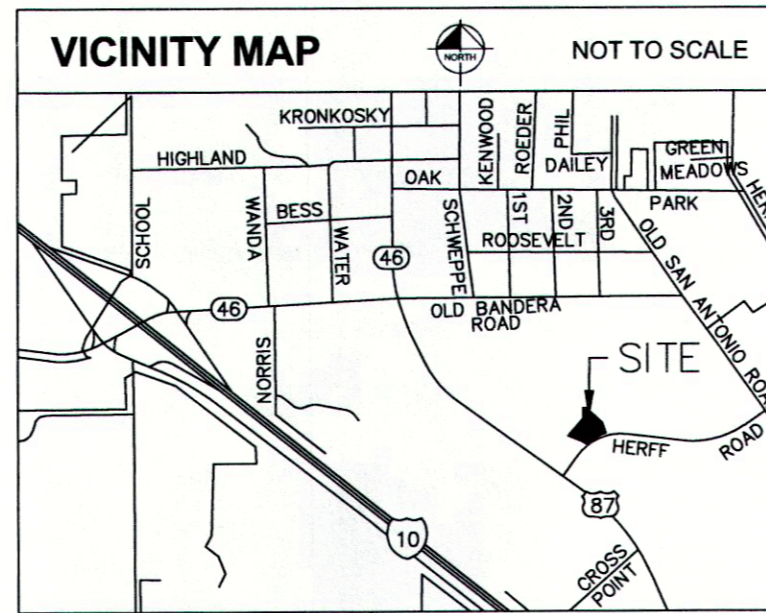 VICINITY MAP
NORTH
NOT TO SCALE
KRONKOSKY
KENWOOD
ROEDER
PHIL
DAILEY
GREEN
MEADOWS
HIGHLAND
OAK
PARK
SCHOOL
WANDA
BESS
WATER
46
SCHWEPPE
1ST
2ND
3RD
ROOSEVELT
OLD SAN ANTONIO ROAD
46
OLD BANDERA
ROAD
NORRIS
SITE
HERFF
ROAD
87
10
CROSS
POINT